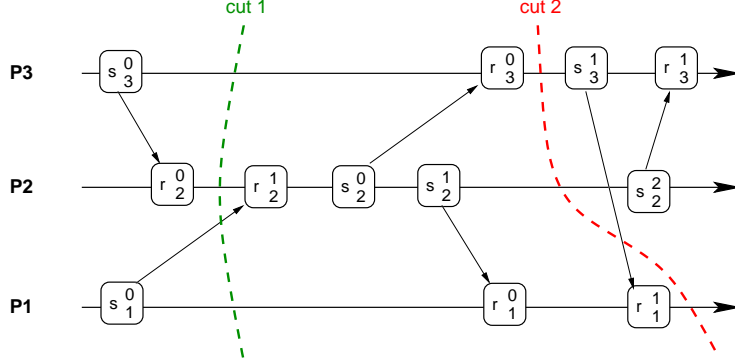 cut 1 cut 2
P3 s 0 3 r 0 3 s 1 3 r 1 3
P2 r 0 2 r 1 2 s 0 2 s 1 2 s 2 2
P1 s 0 1 r 0 1 r 1 1